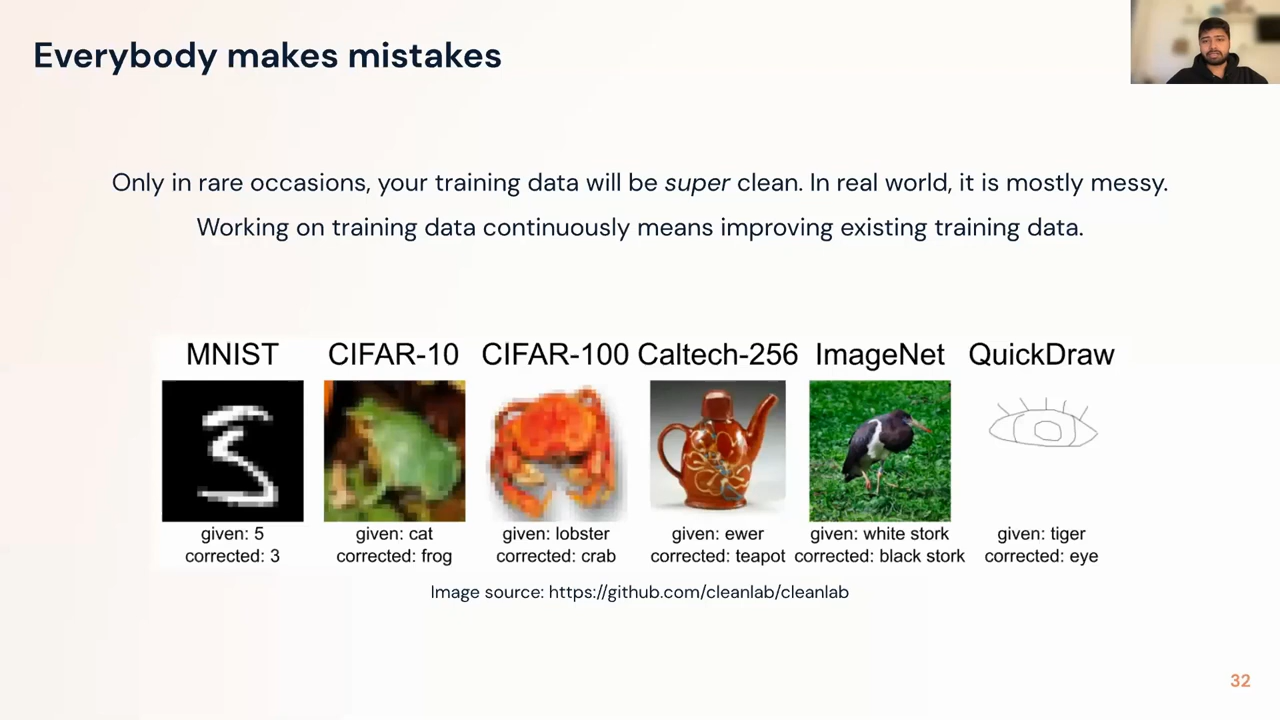 Everybody makes mistakes
Only in rare occasions, your training data will be super clean. In real world, it is mostly messy.
Working on training data continuously means improving existing training data.
MNIST CIFAR-10 CIFAR-100 Caltech-256 ImageNet QuickDraw
given: 5 given: cat given: lobster given: ewer given: white stork given: tiger
corrected: 3 corrected: frog corrected: crab corrected: teapot corrected: black stork corrected: eye
Image source: https://github.com/cleanlab/cleanlab
32